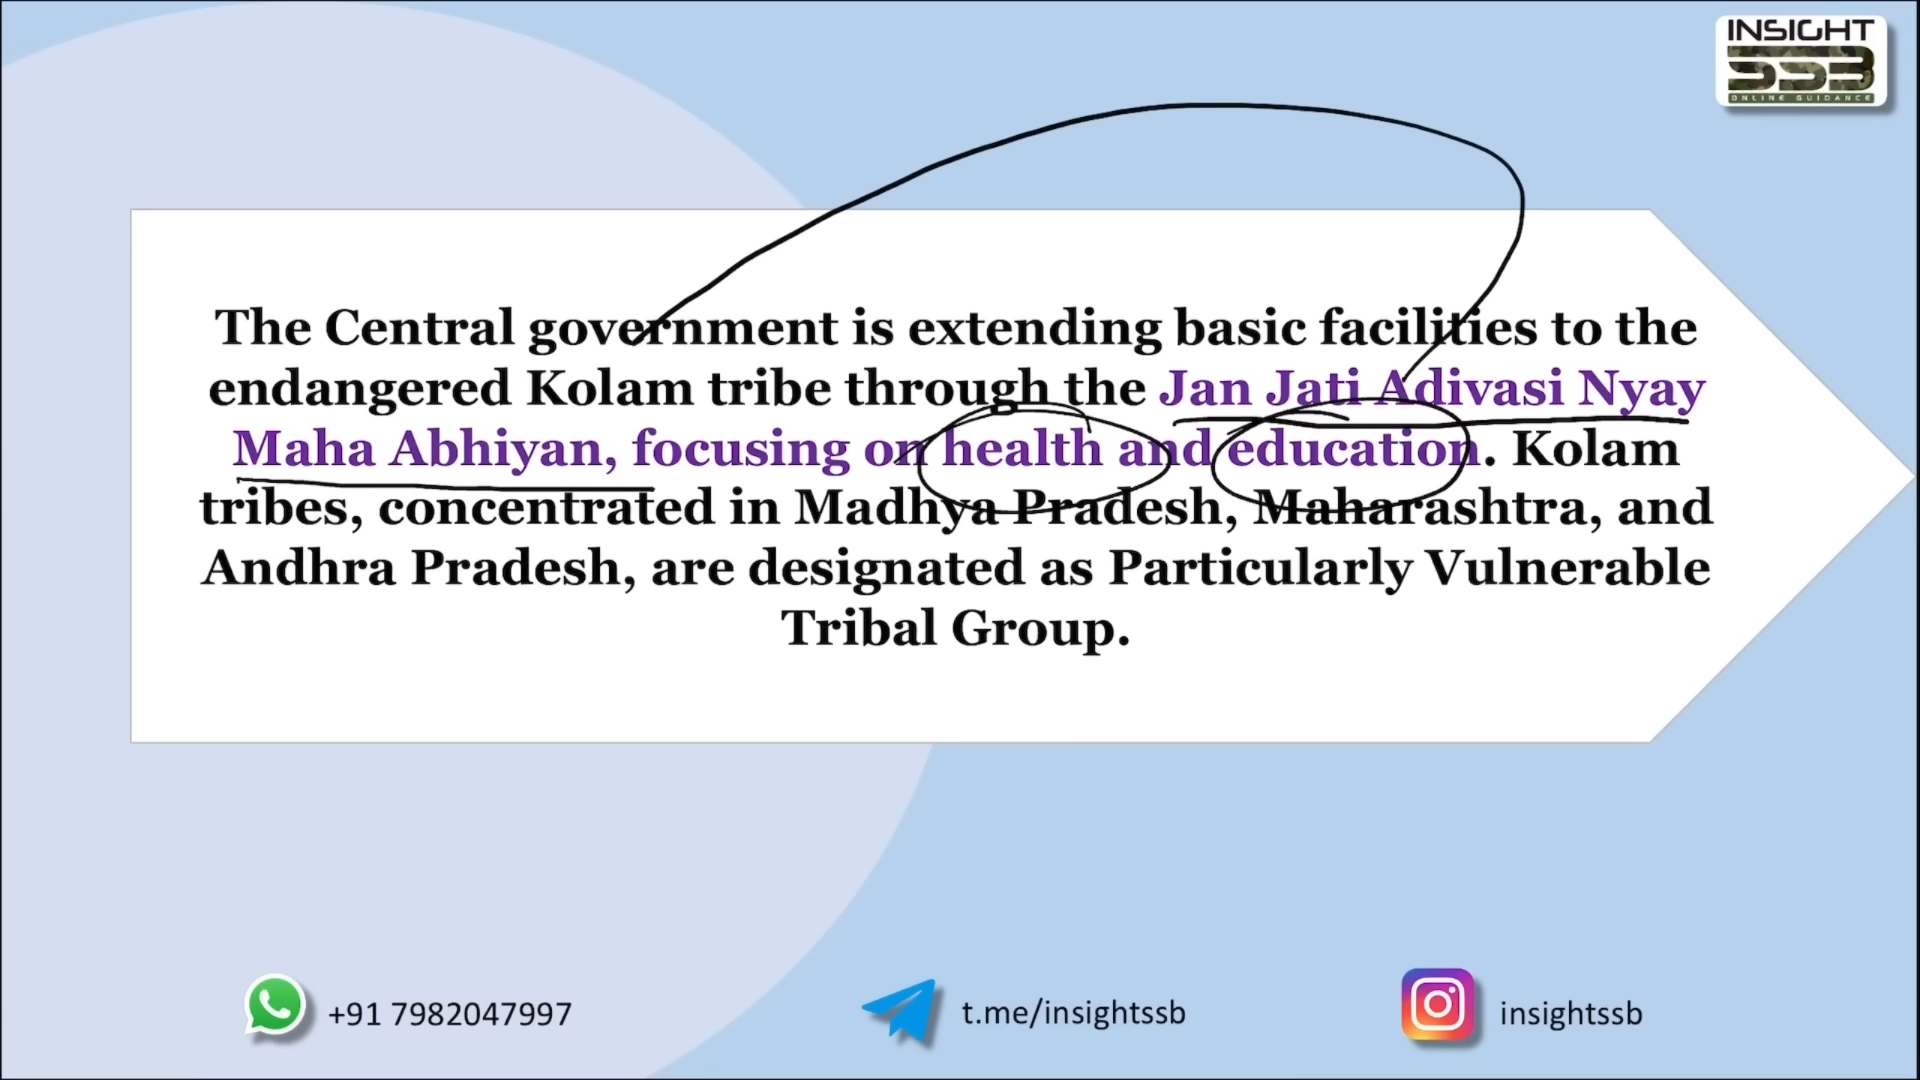 INSIGHT
SSB
ONLINE GUIDANCE
The Central government is extending basic facilities to the
endangered Kolam tribe through the Jan Jati Adivasi Nyay
Maha Abhiyan, focusing on health and education. Kolam
tribes, concentrated in Madhya Pradesh, Maharashtra, and
Andhra Pradesh, are designated as Particularly Vulnerable
Tribal Group.
+91 7982047997
t.me/insightssb
insightssb